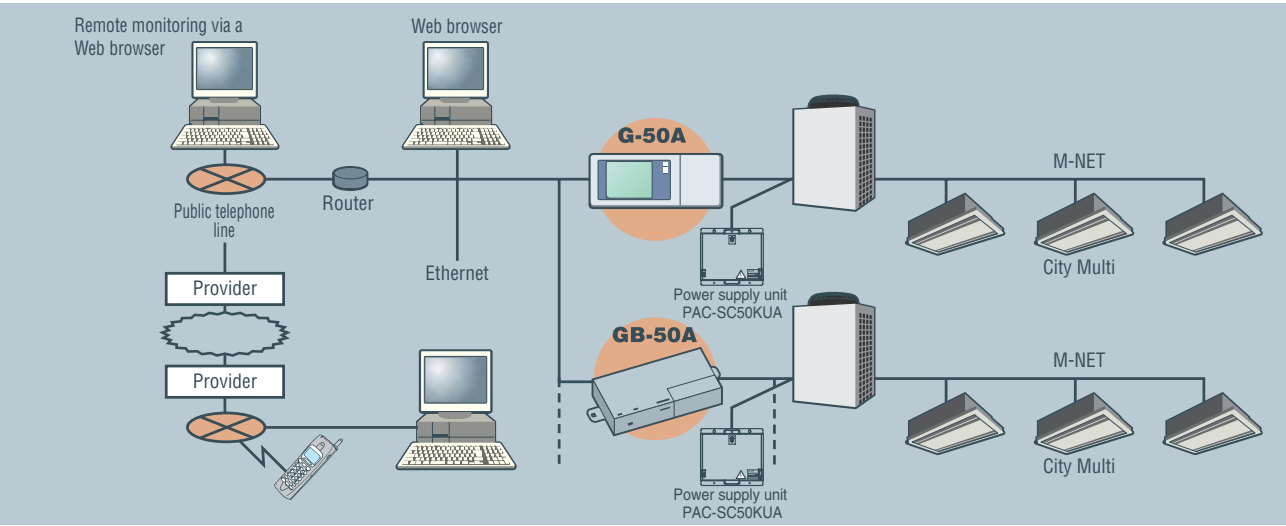 Remote monitoring via a
Web browser
Web browser
G-50A
M-NET
Public telephone
line
Router
Ethernet
City Multi
Provider
Power supply unit
PAC-SC50KUA
GB-50A
M-NET
Provider
City Multi
Power supply unit
PAC-SC50KUA